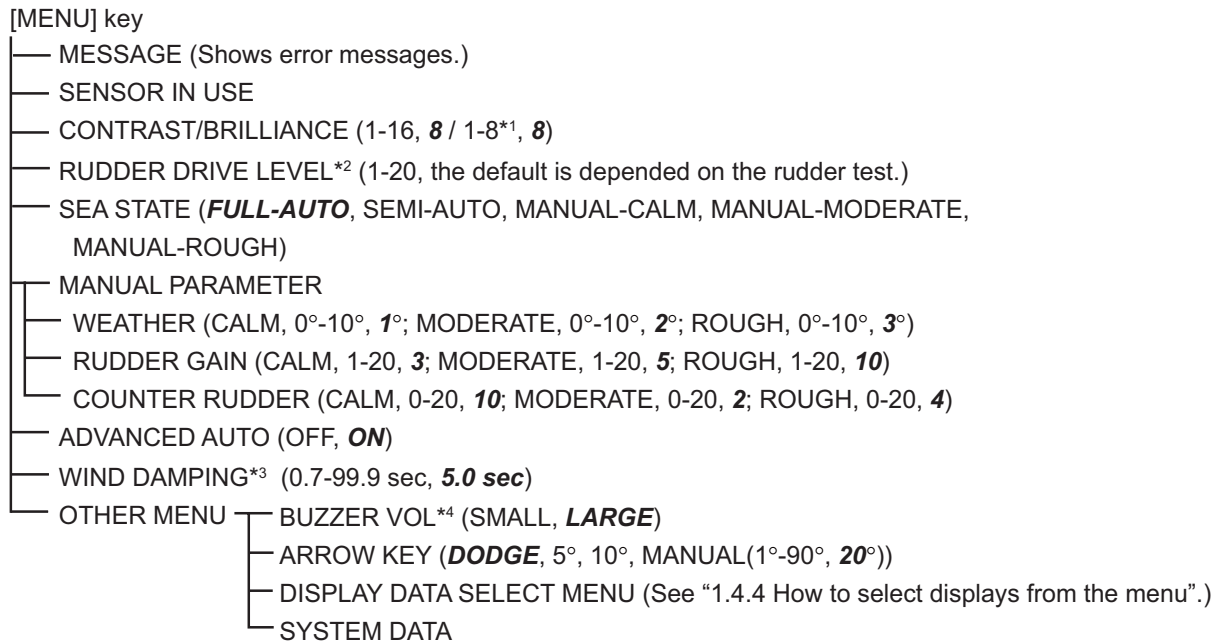 [MENU] key
MESSAGE (Shows error messages.)
SENSOR IN USE
CONTRAST/BRILLIANCE (1-16, 8 / 1-8*1, 8)
RUDDER DRIVE LEVEL*2 (1-20, the default is depended on the rudder test.)
SEA STATE (FULL-AUTO, SEMI-AUTO, MANUAL-CALM, MANUAL-MODERATE,
MANUAL-ROUGH)
MANUAL PARAMETER
WEATHER (CALM, 0°-10°, 1°; MODERATE, 0°-10°, 2°; ROUGH, 0°-10°, 3°)
RUDDER GAIN (CALM, 1-20, 3; MODERATE, 1-20, 5; ROUGH, 1-20, 10)
COUNTER RUDDER (CALM, 0-20, 10; MODERATE, 0-20, 2; ROUGH, 0-20, 4)
ADVANCED AUTO (OFF, ON)
WIND DAMPING*3 (0.7-99.9 sec, 5.0 sec)
OTHER MENU BUZZER VOL*4 (SMALL, LARGE)
ARROW KEY (DODGE, 5°, 10°, MANUAL(1°-90°, 20°))
DISPLAY DATA SELECT MENU (See “1.4.4 How to select displays from the menu”.)
SYSTEM DATA